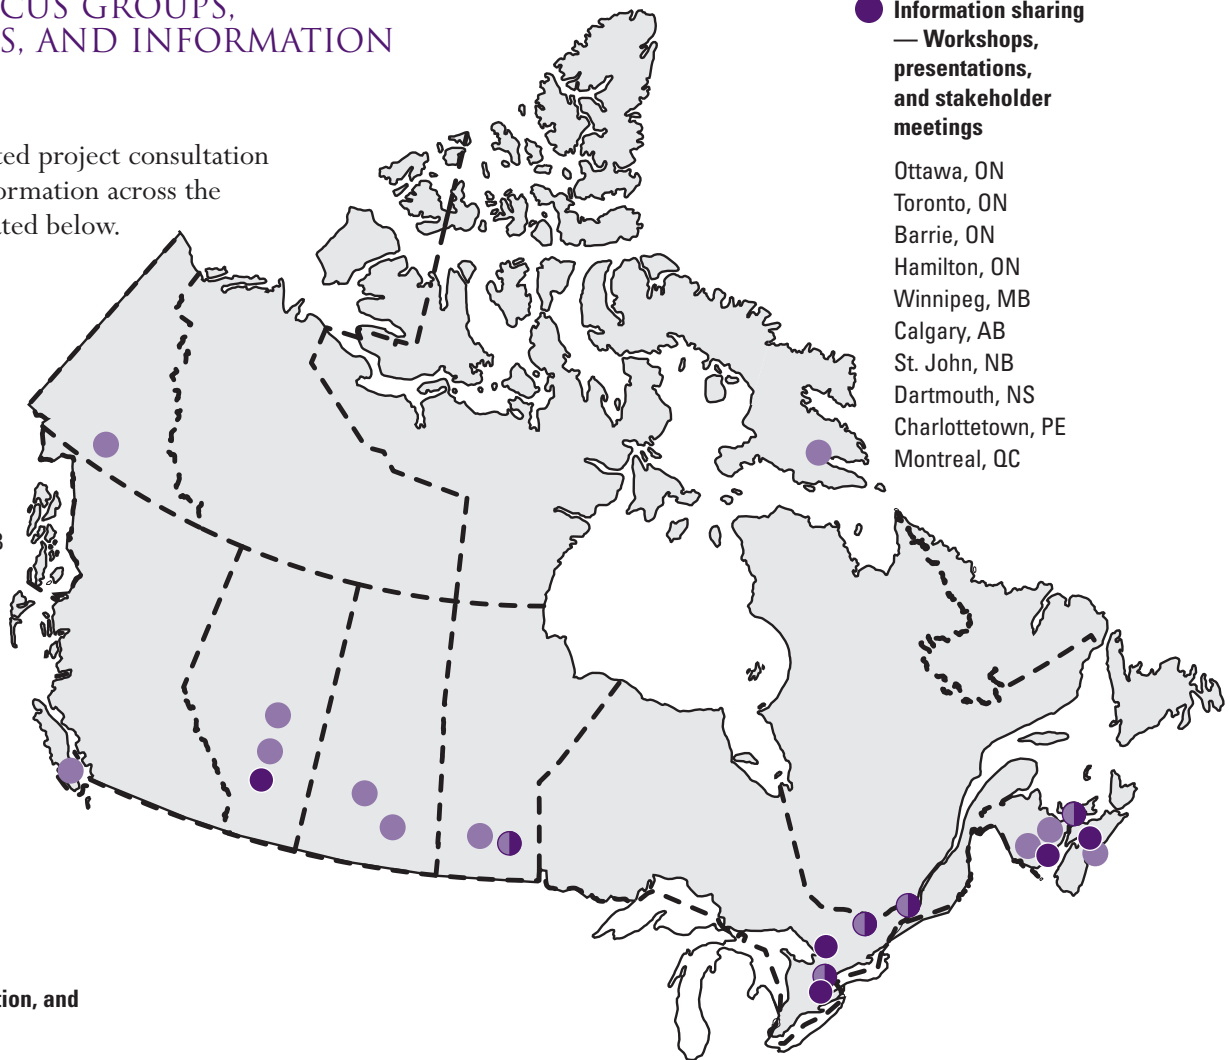 CUS GROUPS,
S, AND INFORMATION
ted project consultation
formation across the
ated below.
Information sharing
— Workshops,
presentations,
and stakeholder
meetings
Ottawa, ON
Toronto, ON
Barrie, ON
Hamilton, ON
Winnipeg, MB
Calgary, AB
St. John, NB
Dartmouth, NS
Charlottetown, PE
Montreal, QC
tion, and